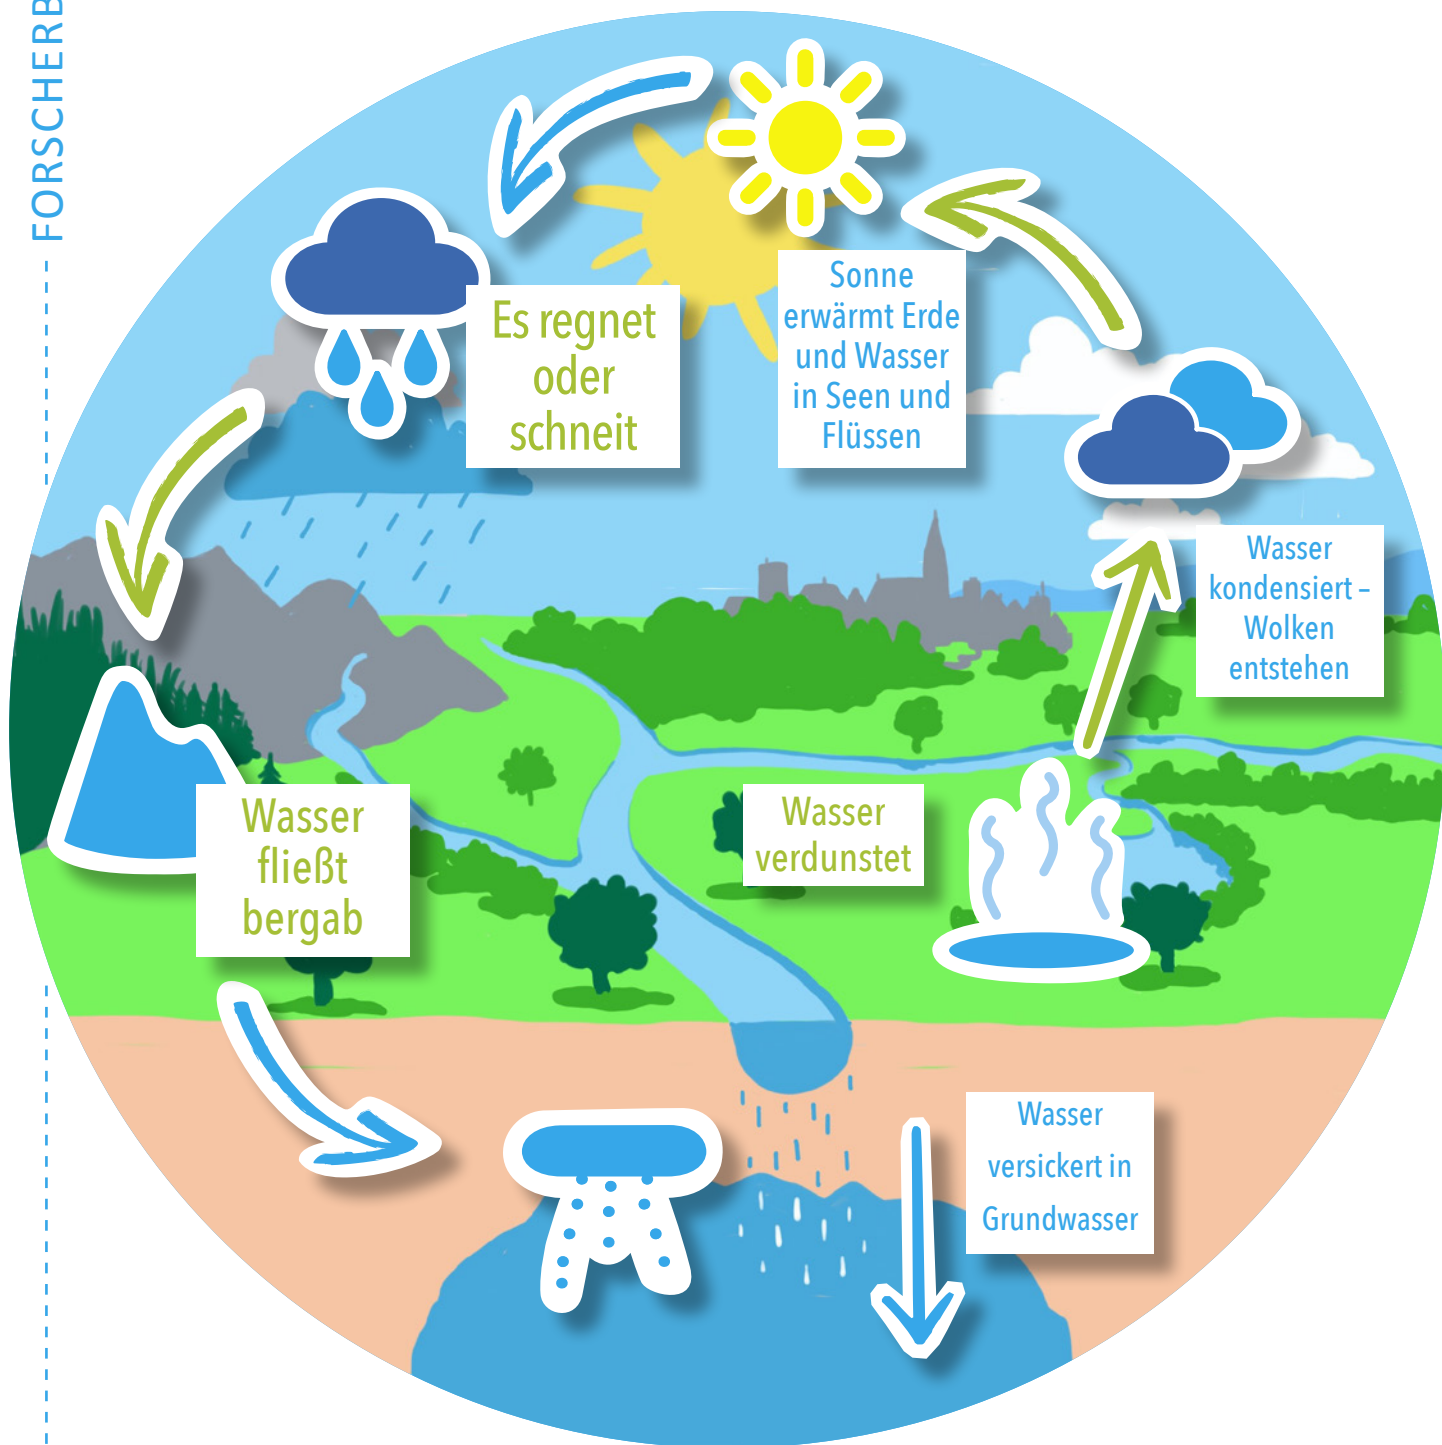 FORSCHERB
Sonne
erwärmt Erde
und Wasser
in Seen und
Flüssen
Es regnet
oder
schneit
Wasser
kondensiert –
Wolken
entstehen
Wasser
fließt
bergab
Wasser
verdunstet
Wasser
versickert in
Grundwasser